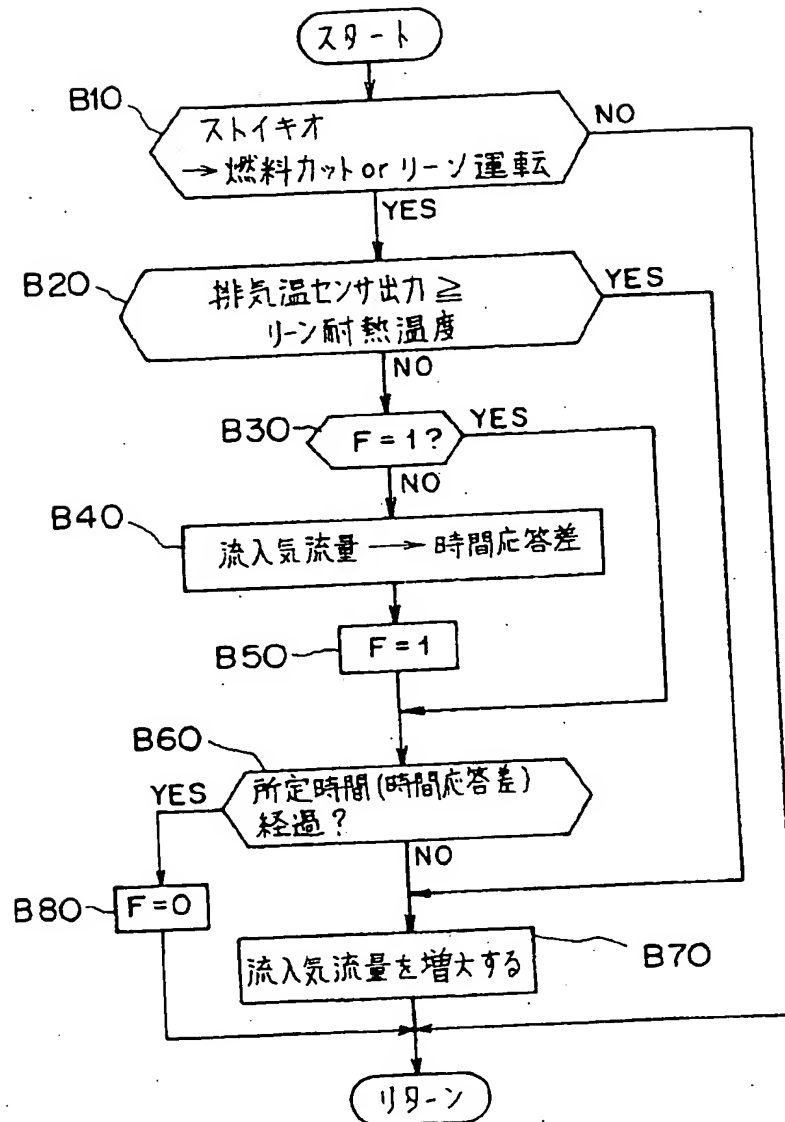 スタート
B10
ストイキオ
→燃料カット or リーン運転
NO
YES
B20
排気温センサ出力≧
リーン耐熱温度
YES
NO
B30
F=1?
YES
NO
B40
流入気流量→時間応答差
B50
F=1
B60
所定時間(時間応答差)
経過?
YES
NO
B80
F=0
流入気流量を増大する
B70
リターン